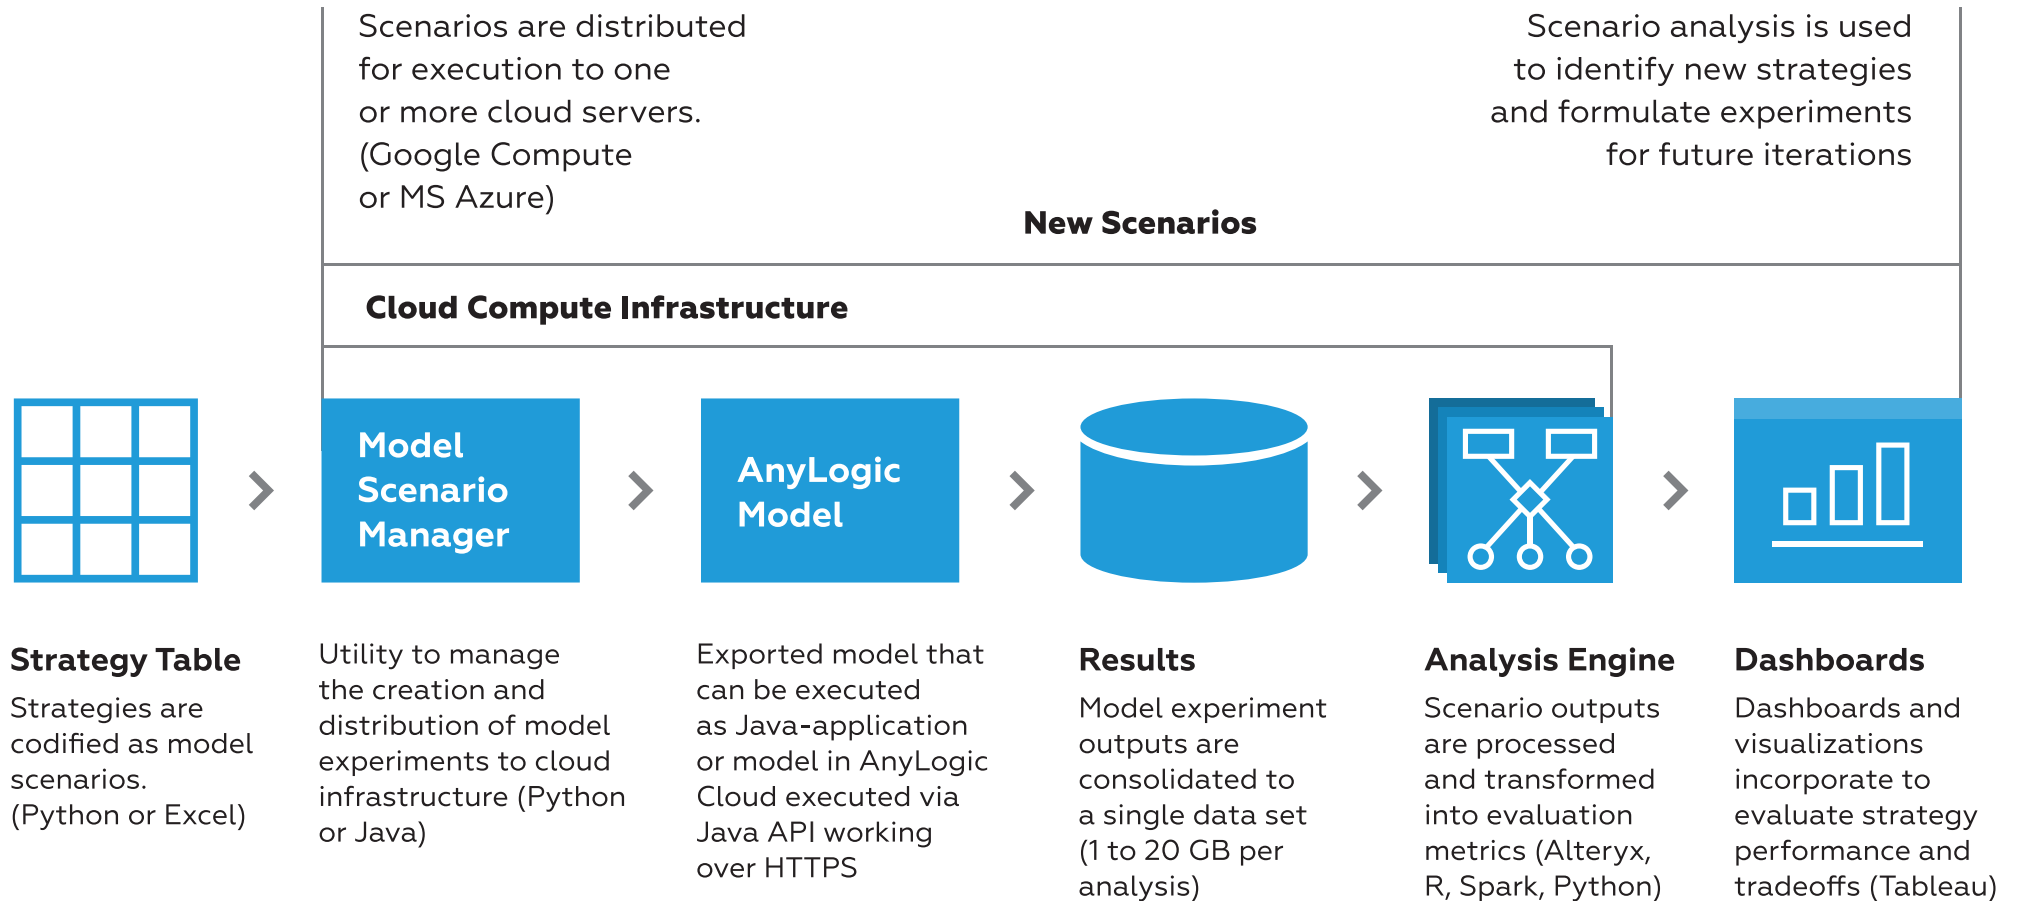 Scenarios are distributed
for execution to one
or more cloud servers.
(Google Compute
or MS Azure)
Scenario analysis is used
to identify new strategies
and formulate experiments
for future iterations
New Scenarios
Cloud Compute Infrastructure
Model
Scenario
Manager
AnyLogic
Model
Strategy Table
Strategies are
codified as model
scenarios.
(Python or Excel)
Utility to manage
the creation and
distribution of model
experiments to cloud
infrastructure (Python
or Java)
Exported model that
can be executed
as Java-application
or model in AnyLogic
Cloud executed via
Java API working
over HTTPS
Results
Model experiment
outputs are
consolidated to
a single data set
(1 to 20 GB per
analysis)
Analysis Engine
Scenario outputs
are processed
and transformed
into evaluation
metrics (Alteryx,
R, Spark, Python)
Dashboards
Dashboards and
visualizations
incorporate to
evaluate strategy
performance and
tradeoffs (Tableau)